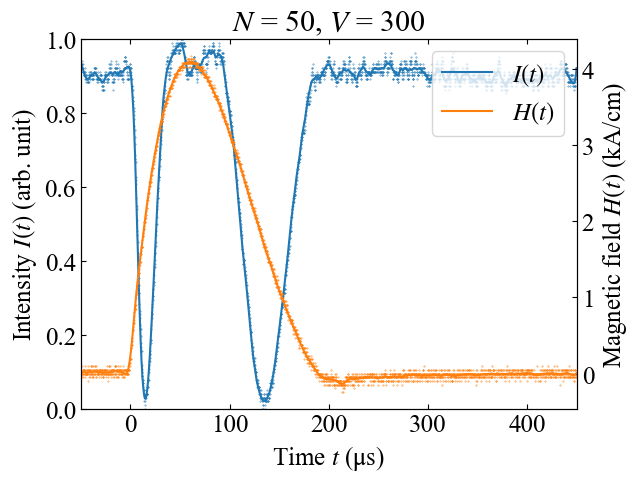 N = 50, V = 300
1.0
0.8
0.6
0.4
0.2
0.0
Intensity I(t) (arb. unit)
I(t)
H(t)
4
3
2
1
0
Magnetic field H(t) (kA/cm)
0 100 200 300 400
Time t (μs)